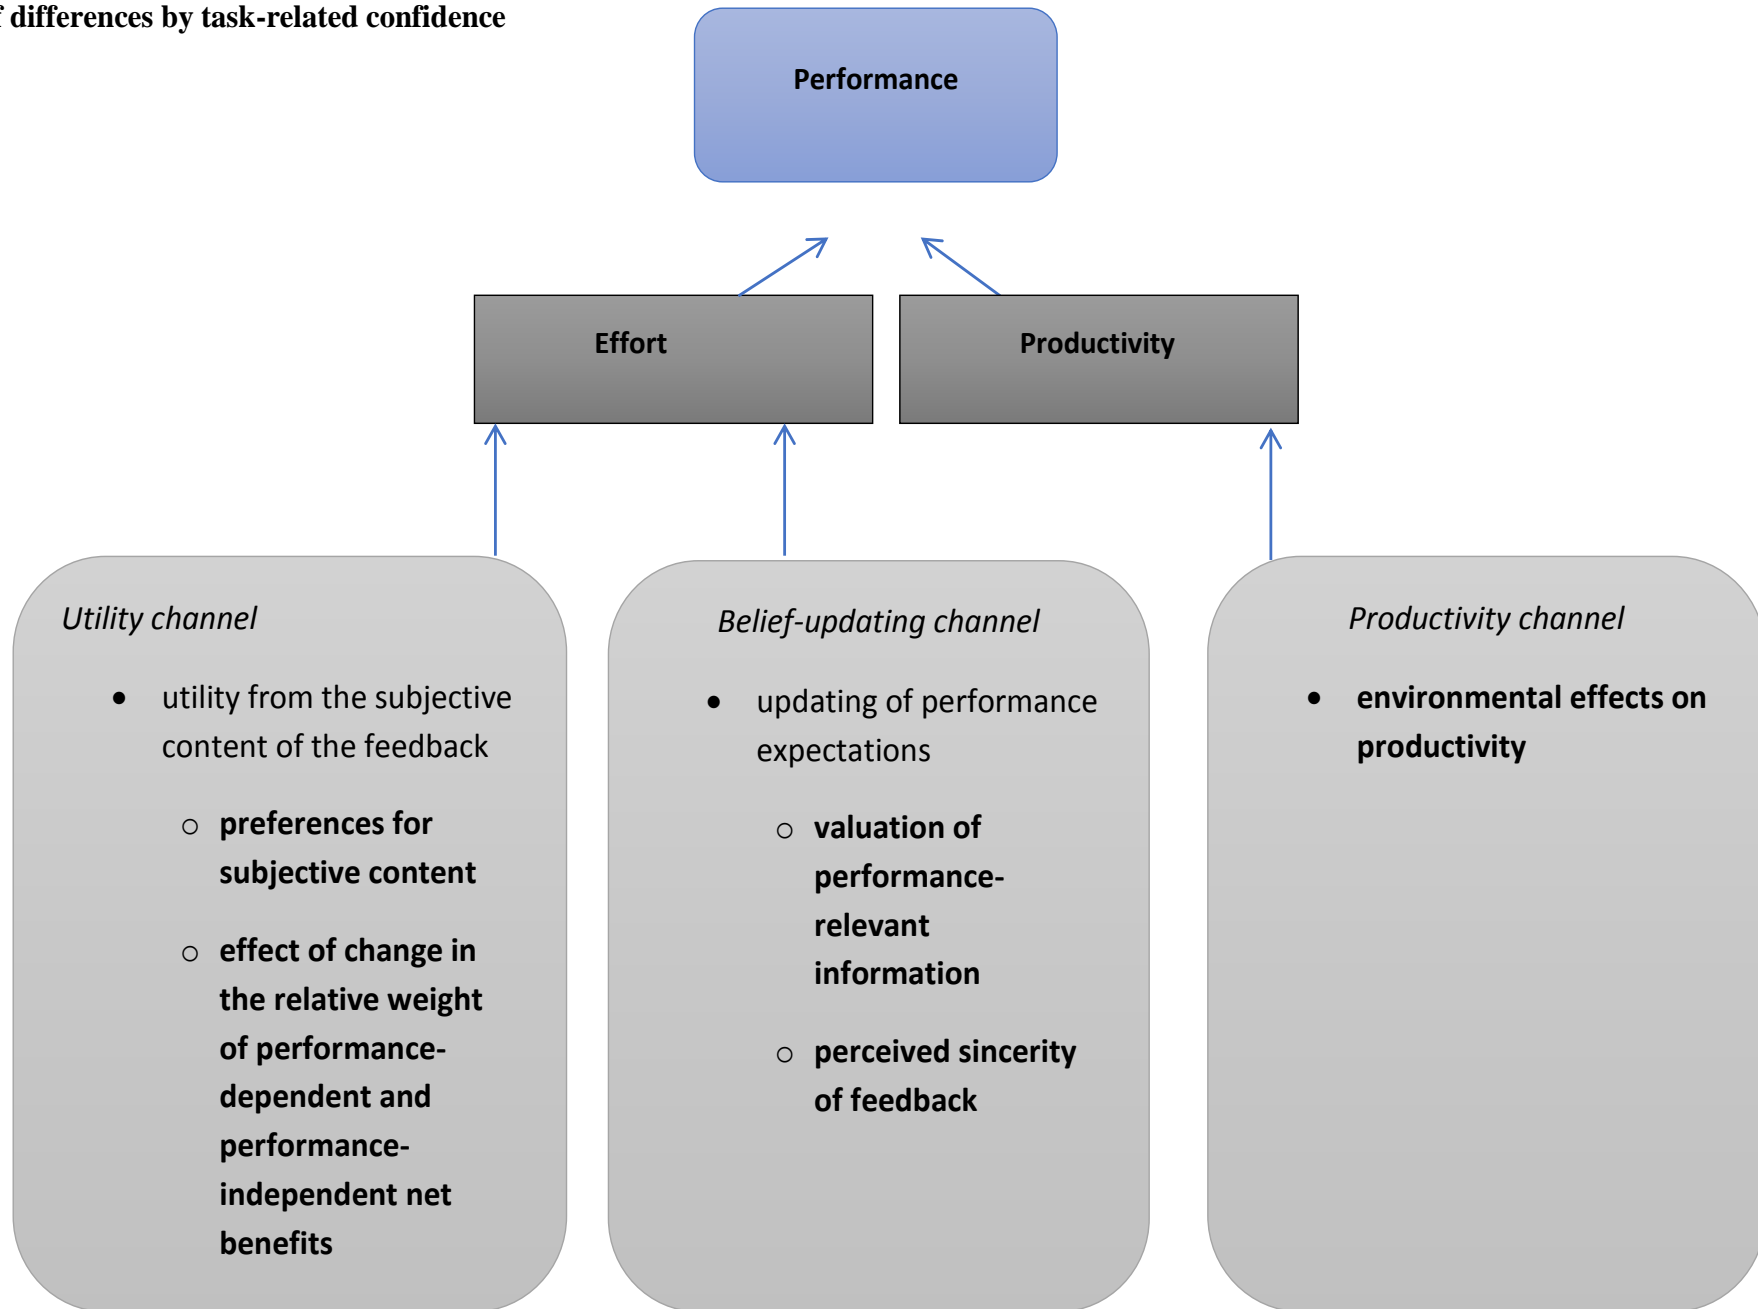 f differences by task-related confidence
Performance
Effort
Productivity
Utility channel
• utility from the subjective
content of the feedback
o preferences for
subjective content
o effect of change in
the relative weight
of performance-
dependent and
performance-
independent net
benefits
Belief-updating channel
• updating of performance
expectations
o valuation of
performance-
relevant
information
o perceived sincerity
of feedback
Productivity channel
• environmental effects on
productivity